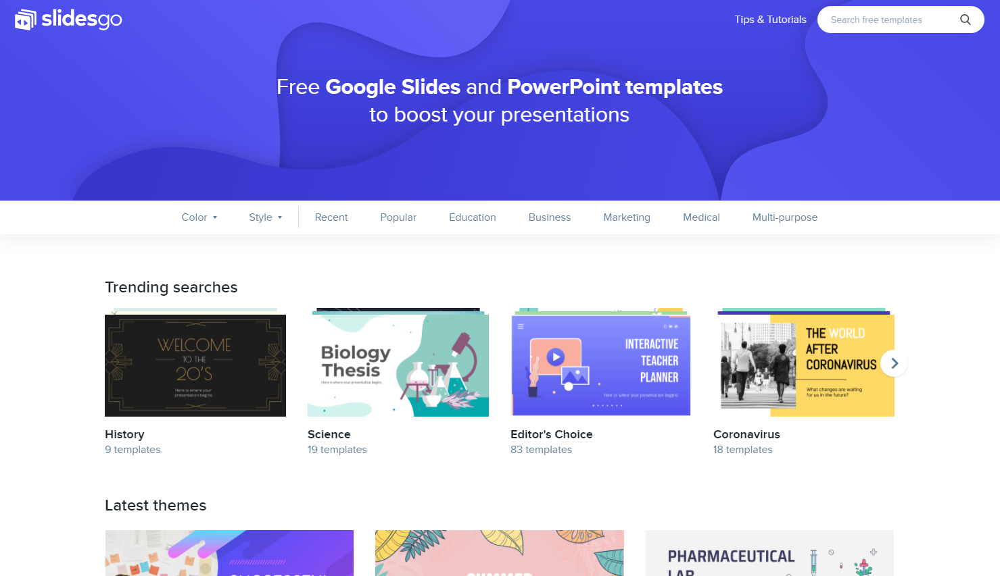 slidesgo
Tips & Tutorials
Search free templates
Free Google Slides and PowerPoint templates
to boost your presentations
Color
Style
Recent
Popular
Education
Business
Marketing
Medical
Multi-purpose
Trending searches
WELCOME
TO THE
20'S
Here is where your
presentation begins
History
9 templates
Biology
Thesis
Here is where your presentation begins
Science
19 templates
INTERACTIVE
TEACHER
PLANNER
Here is where your presentation begins!
Editor's Choice
83 templates
THE WORLD
AFTER
CORONAVIRUS
What changes are waiting
for us in the future?
Coronavirus
18 templates
Latest themes
PHARMACEUTICAL
LAB